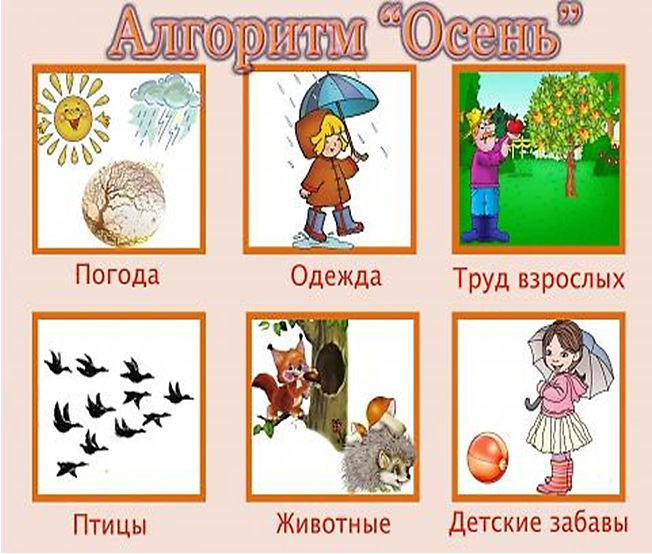 Алгоритм “Осень”
Погода
Одежда
Труд взрослых
Птицы
Животные
Детские забавы